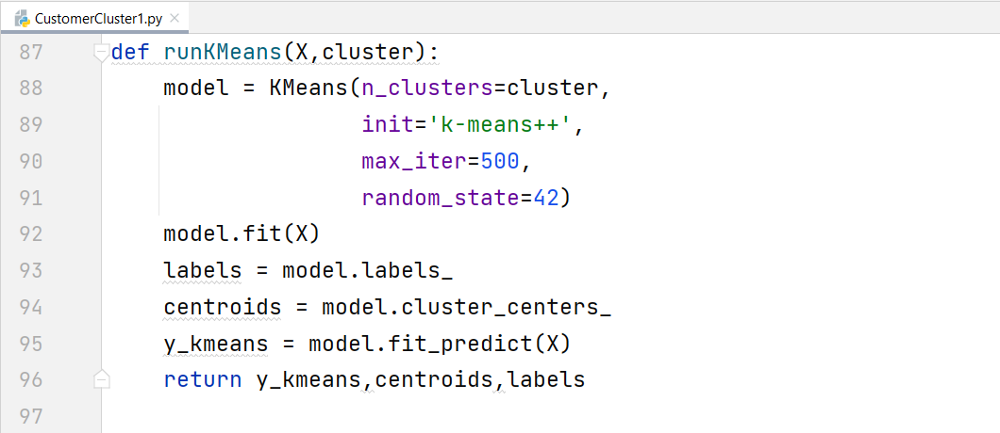 CustomerCluster1.py
87 def runKMeans(X,cluster):
88     model = KMeans(n_clusters=cluster,
89                    init='k-means++',
90                    max_iter=500,
91                    random_state=42)
92     model.fit(X)
93     labels = model.labels_
94     centroids = model.cluster_centers_
95     y_kmeans = model.fit_predict(X)
96     return y_kmeans,centroids,labels
97